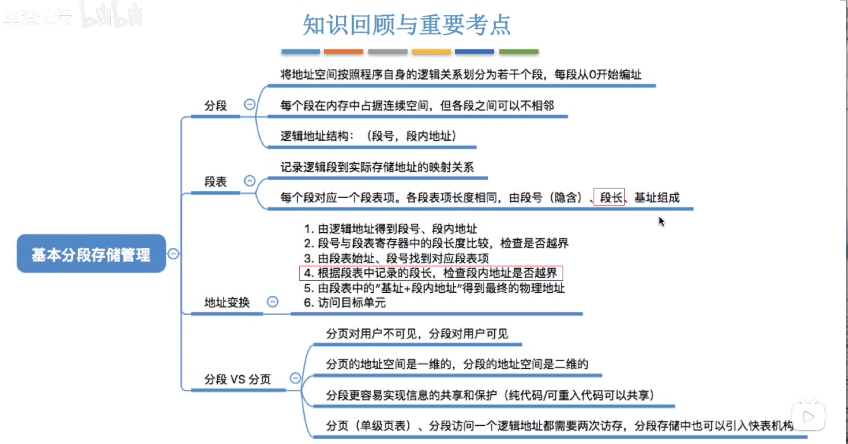 知识回顾与重要考点
将地址空间按照程序自身的逻辑关系划分为若干个段，每段从0开始编址
分段
每个段在内存中占据连续空间，但各段之间可以不相邻
逻辑地址结构：（段号，段内地址）
记录逻辑段到实际存储地址的映射关系
段表
每个段对应一个段表项。各段表项长度相同，由段号（隐含）、段长、基址组成
基本分段存储管理
1. 由逻辑地址得到段号、段内地址
2. 段号与段表寄存器中的段长度比较，检查是否越界
3. 由段表始址、段号找到对应段表项
4. 根据段表中记录的段长，检查段内地址是否越界
5. 由段表中的“基址+段内地址”得到最终的物理地址
6. 访问目标单元
地址变换
分页对用户不可见，分段对用户可见
分页的地址空间是一维的，分段的地址空间是二维的
分段 VS 分页
分段更容易实现信息的共享和保护（纯代码/可重入代码可以共享）
分页（单级页表）、分段访问一个逻辑地址都需要两次访存，分段存储中也可以引入快表机构